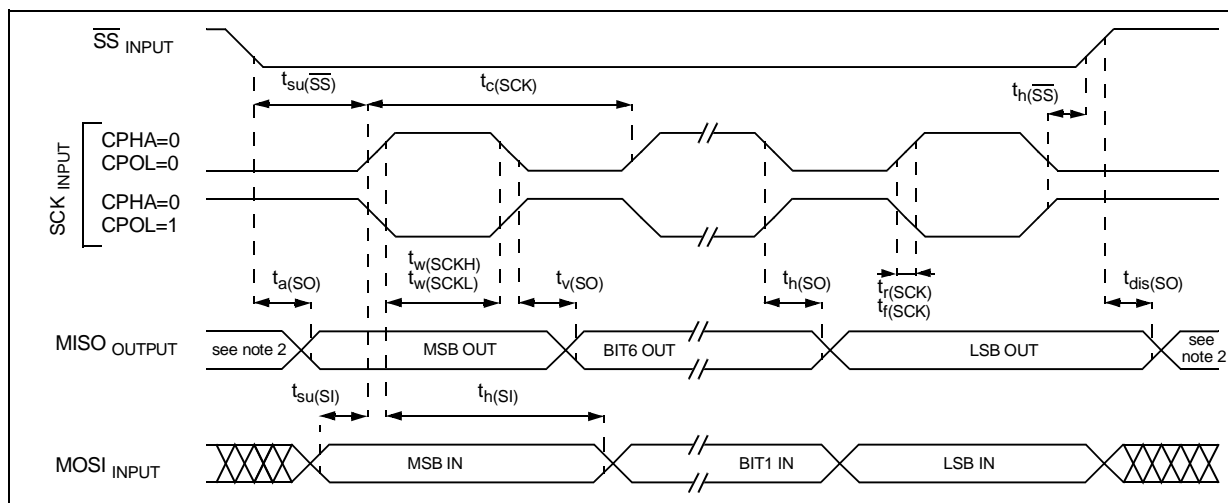 SS INPUT
tsu(SS)
tc(SCK)
th(SS)
SCK INPUT
CPHA=0
CPOL=0
CPHA=0
CPOL=1
ta(SO)
tw(SCKH)
tw(SCKL)
tv(SO)
th(SO)
tr(SCK)
tf(SCK)
tdis(SO)
MISO OUTPUT
see note 2
MSB OUT
BIT6 OUT
LSB OUT
see
note 2
tsu(SI)
th(SI)
MOSI INPUT
MSB IN
BIT1 IN
LSB IN